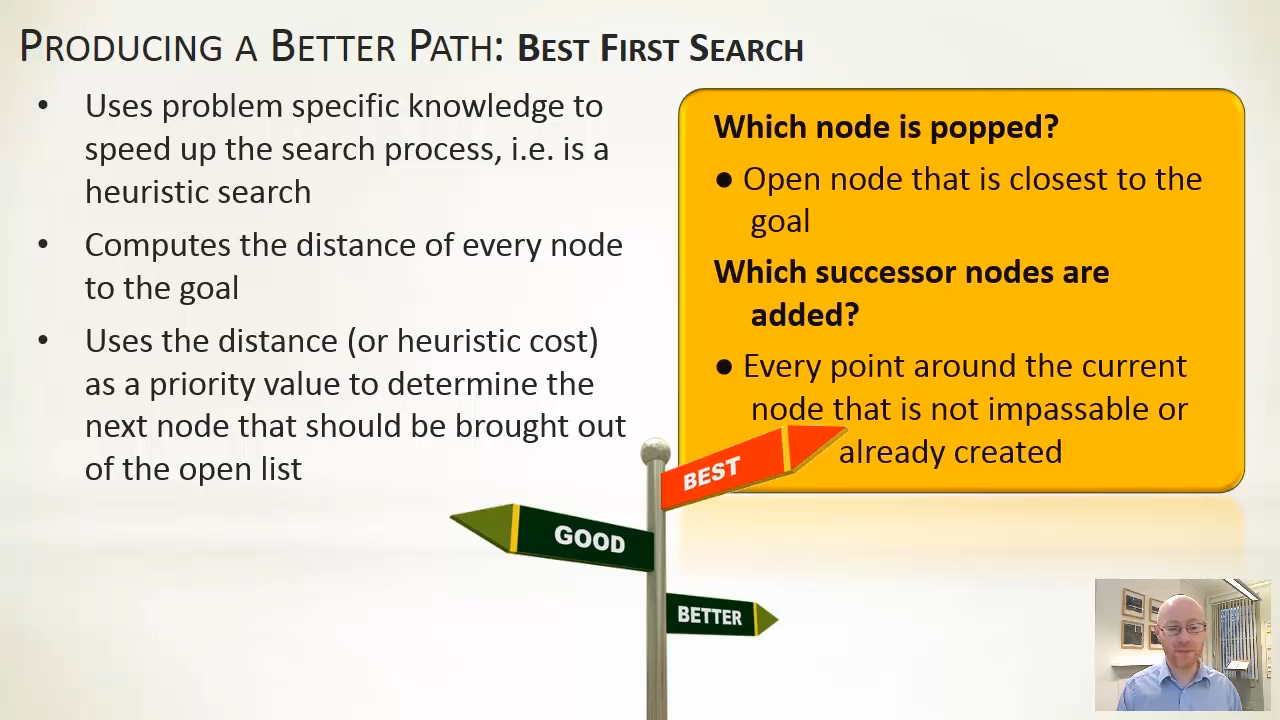 PRODUCING A BETTER PATH: BEST FIRST SEARCH
• Uses problem specific knowledge to
speed up the search process, i.e. is a
heuristic search
• Computes the distance of every node
to the goal
• Uses the distance (or heuristic cost)
as a priority value to determine the
next node that should be brought out
of the open list
Which node is popped?
● Open node that is closest to the
goal
Which successor nodes are
added?
● Every point around the current
node that is not impassable or
already created
BEST
GOOD
BETTER